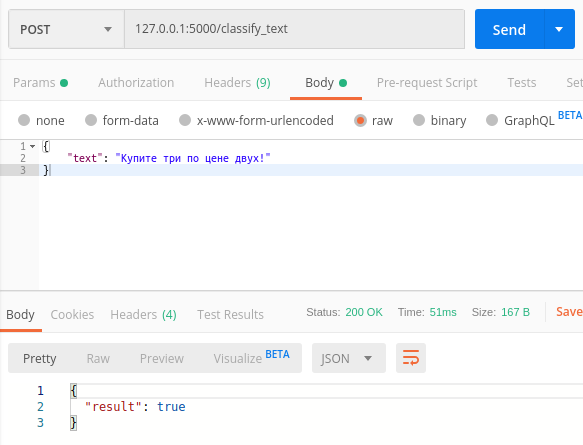 POST 127.0.0.1:5000/classify_text Send
Params Authorization Headers (9) Body Pre-request Script Tests Set
none form-data x-www-form-urlencoded raw binary GraphQL BETA
1 {
2 "text": "Купите три по цене двух!"
3 }
Body Cookies Headers (4) Test Results Status: 200 OK Time: 51ms Size: 167 B Save
Pretty Raw Preview Visualize BETA JSON
1 {
2 "result": true
3 }